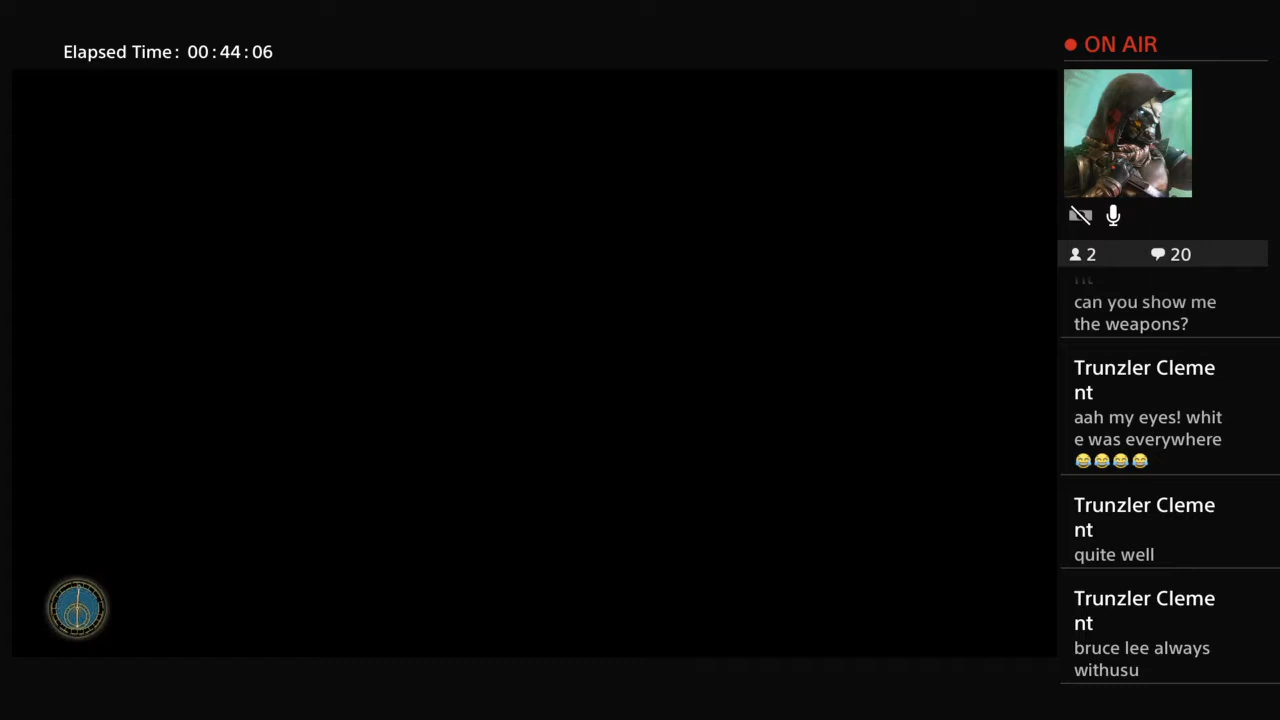 Elapsed Time: 00:44:06
ON AIR
2
20
can you show me
the weapons?
Trunzler Cleme
nt
aah my eyes! whit
e was everywhere
😂😂😂😂
Trunzler Cleme
nt
quite well
Trunzler Cleme
nt
bruce lee always
withusu